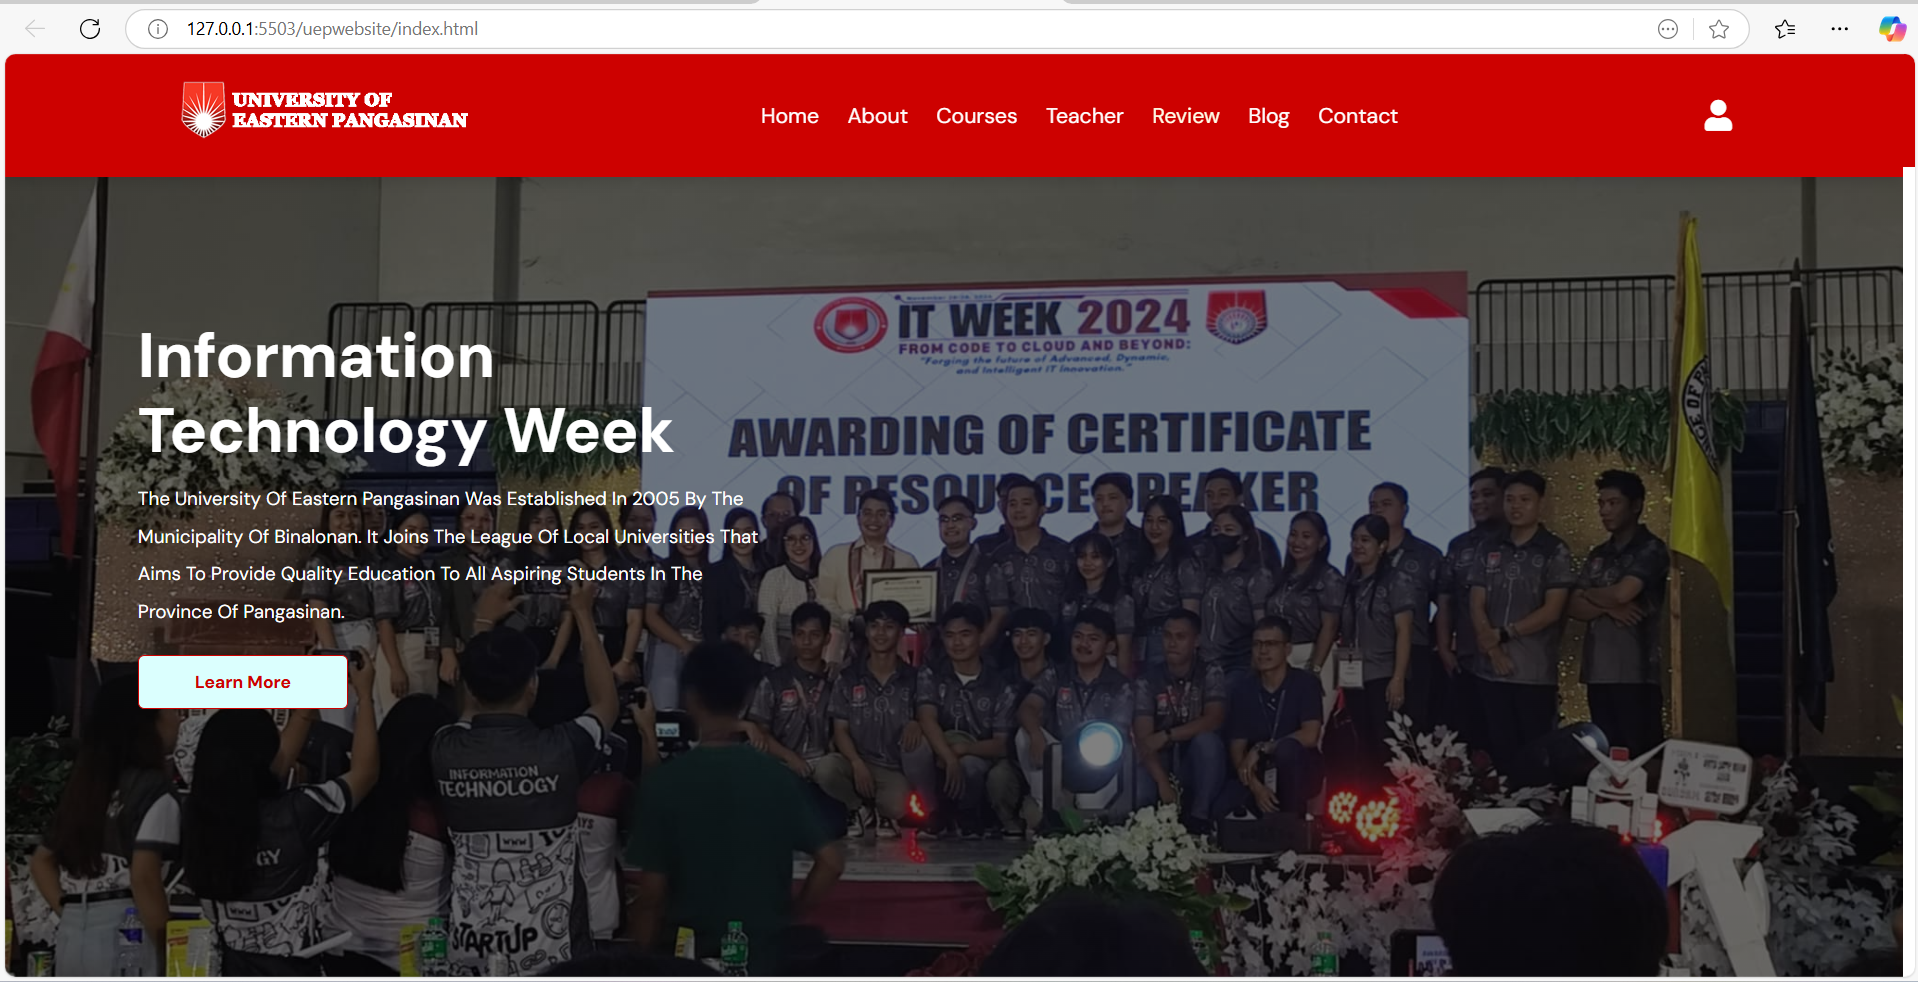 127.0.0.1:5503/uepwebsite/index.html
UNIVERSITY OF
EASTERN PANGASINAN
Home About Courses Teacher Review Blog Contact
IT WEEK 2024
FROM CODE TO CLOUD AND BEYOND:
"Forging the future of Advanced, Dynamic,
and Intelligent IT Innovation."
AWARDING OF CERTIFICATE
OF RESOURCE SPEAKER
Information
Technology Week
The University Of Eastern Pangasinan Was Established In 2005 By The
Municipality Of Binalonan. It Joins The League Of Local Universities That
Aims To Provide Quality Education To All Aspiring Students In The
Province Of Pangasinan.
Learn More
INFORMATION
TECHNOLOGY
GY
WWW
STARTUP